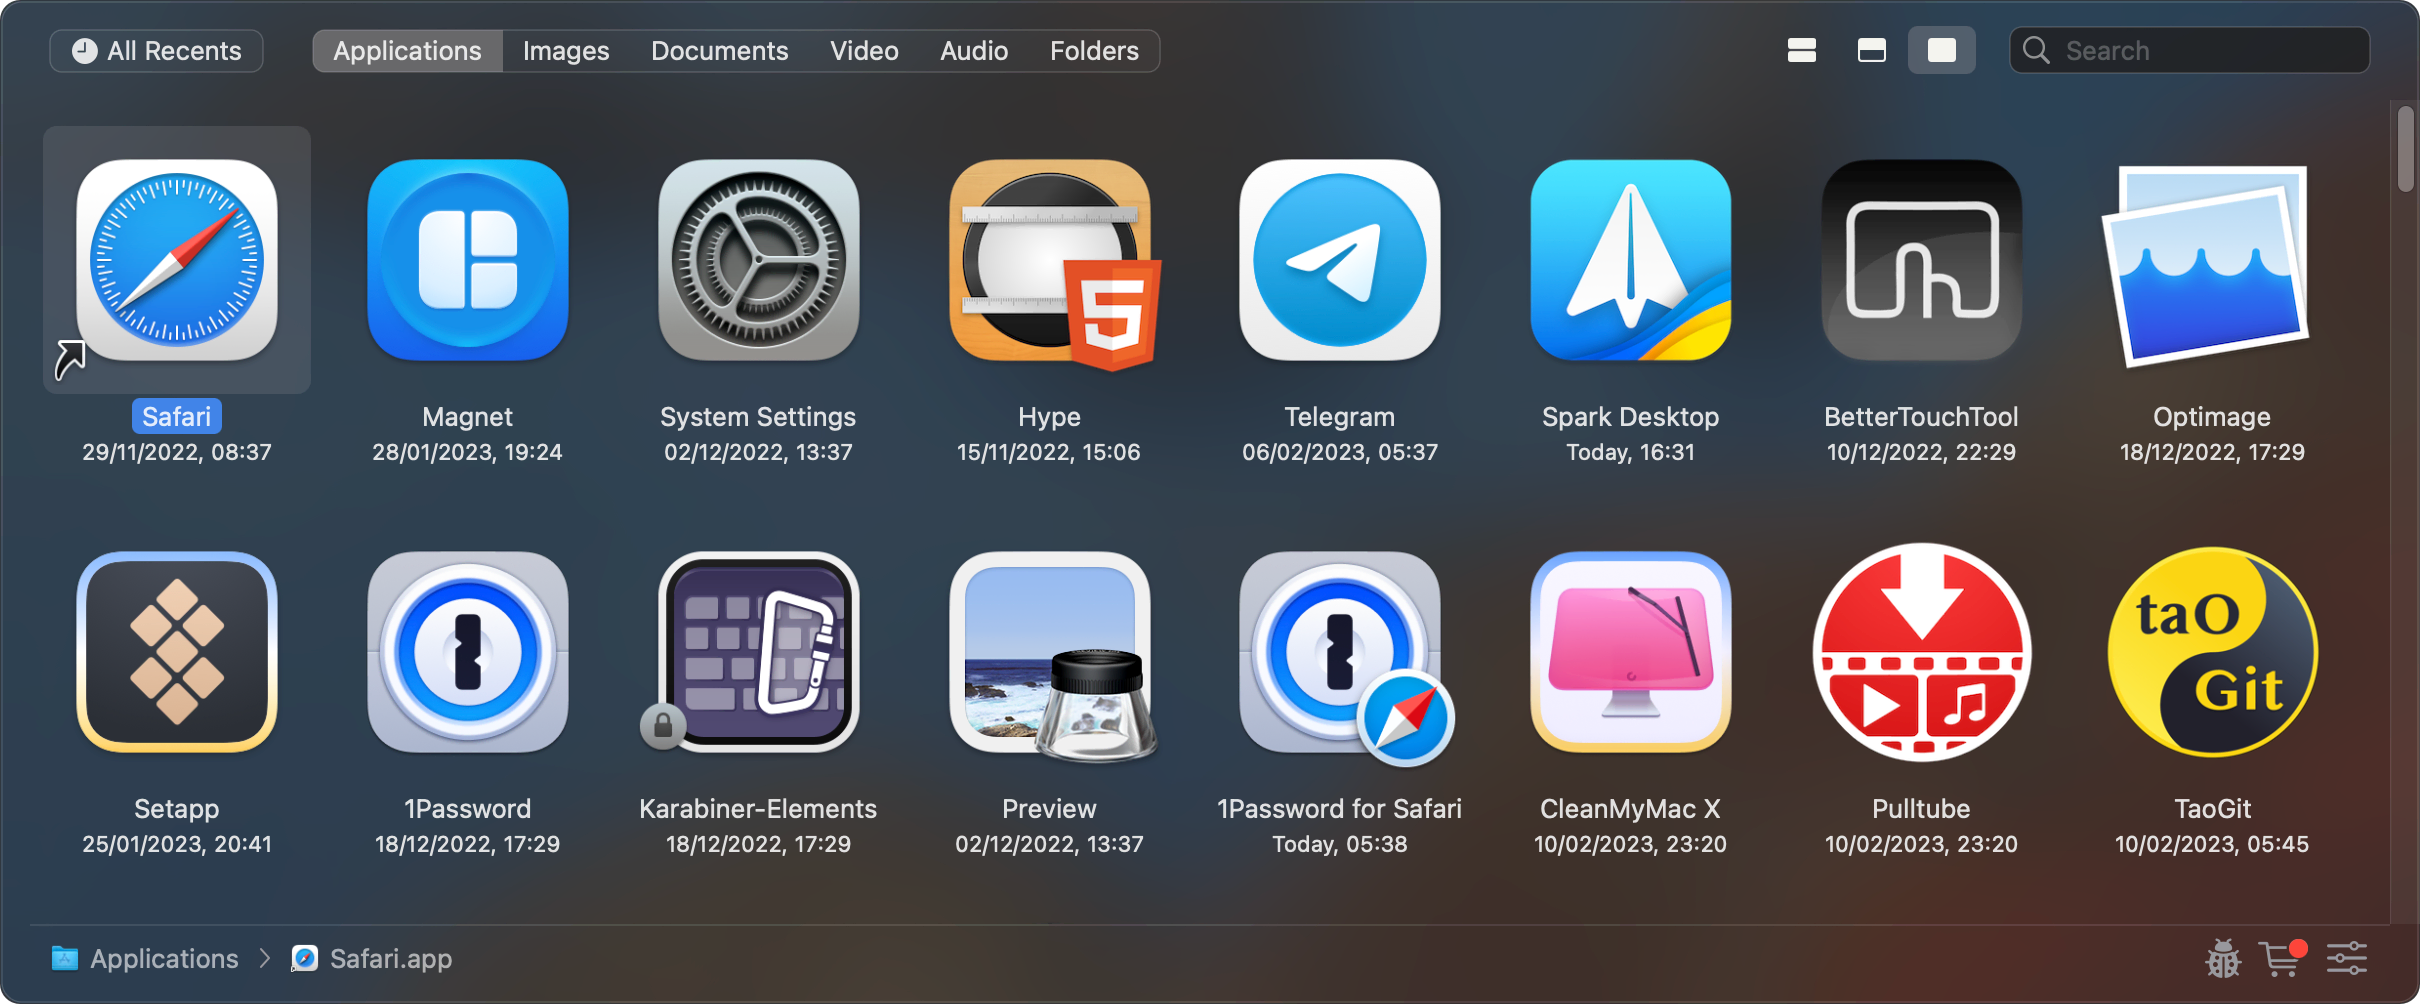 All Recents
Applications
Images
Documents
Video
Audio
Folders
Search
Safari
Magnet
System Settings
Hype
Telegram
Spark Desktop
BetterTouchTool
Optimage
29/11/2022, 08:37
28/01/2023, 19:24
02/12/2022, 13:37
15/11/2022, 15:06
06/02/2023, 05:37
Today, 16:31
10/12/2022, 22:29
18/12/2022, 17:29
taO
Git
Setapp
1Password
Karabiner-Elements
Preview
1Password for Safari
CleanMyMac X
Pulltube
TaoGit
25/01/2023, 20:41
18/12/2022, 17:29
18/12/2022, 17:29
02/12/2022, 13:37
Today, 05:38
10/02/2023, 23:20
10/02/2023, 23:20
10/02/2023, 05:45
Applications
Safari.app